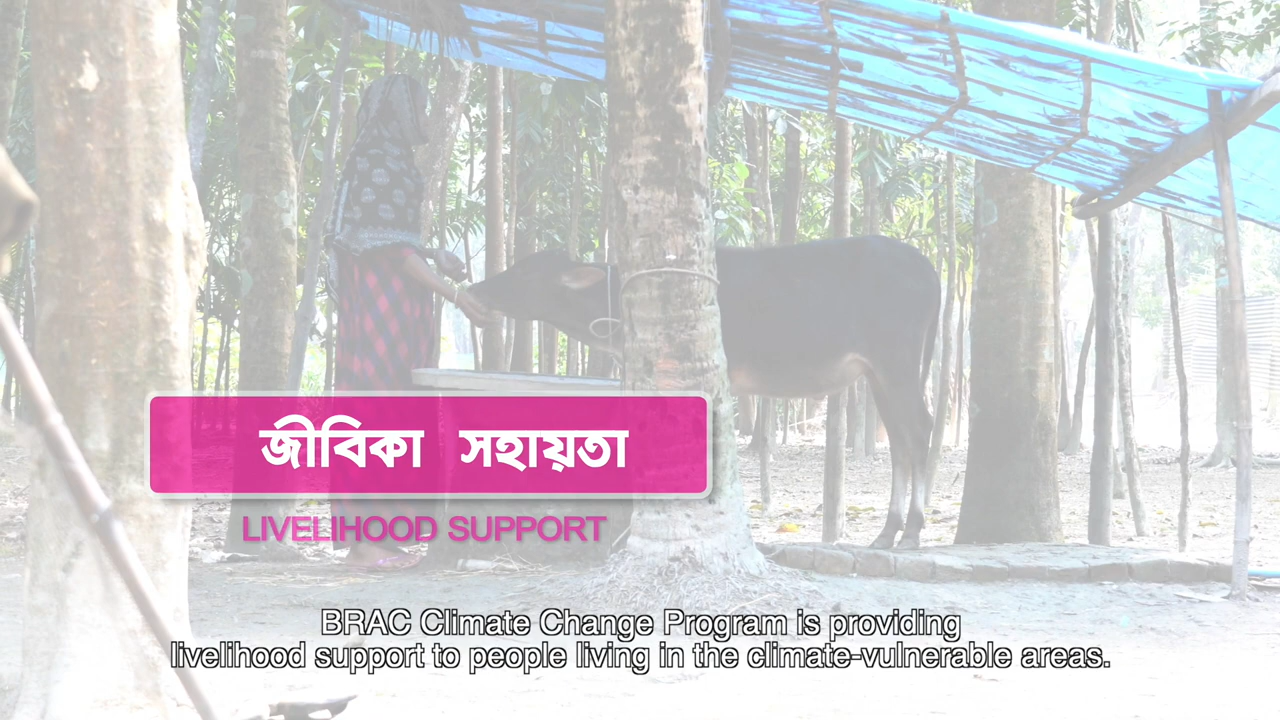 জীবিকা সহায়তা
LIVELIHOOD SUPPORT
BRAC Climate Change Program is providing
livelihood support to people living in the climate-vulnerable areas.